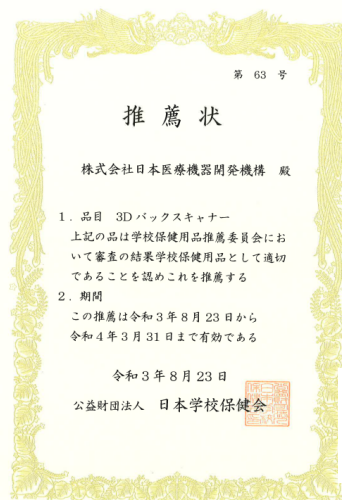 第 63 号
推薦状
株式会社日本医療機器開発機構 殿
1．品目 3Dバックスキャナー
上記の品は学校保健用品推薦委員会にお
いて審査の結果学校保健用品として適切
であることを認めこれを推薦する
2．期間
この推薦は令和3年8月23日から
令和4年3月31日まで有効である
令和3年8月23日
公益財団法人 日本学校保健会